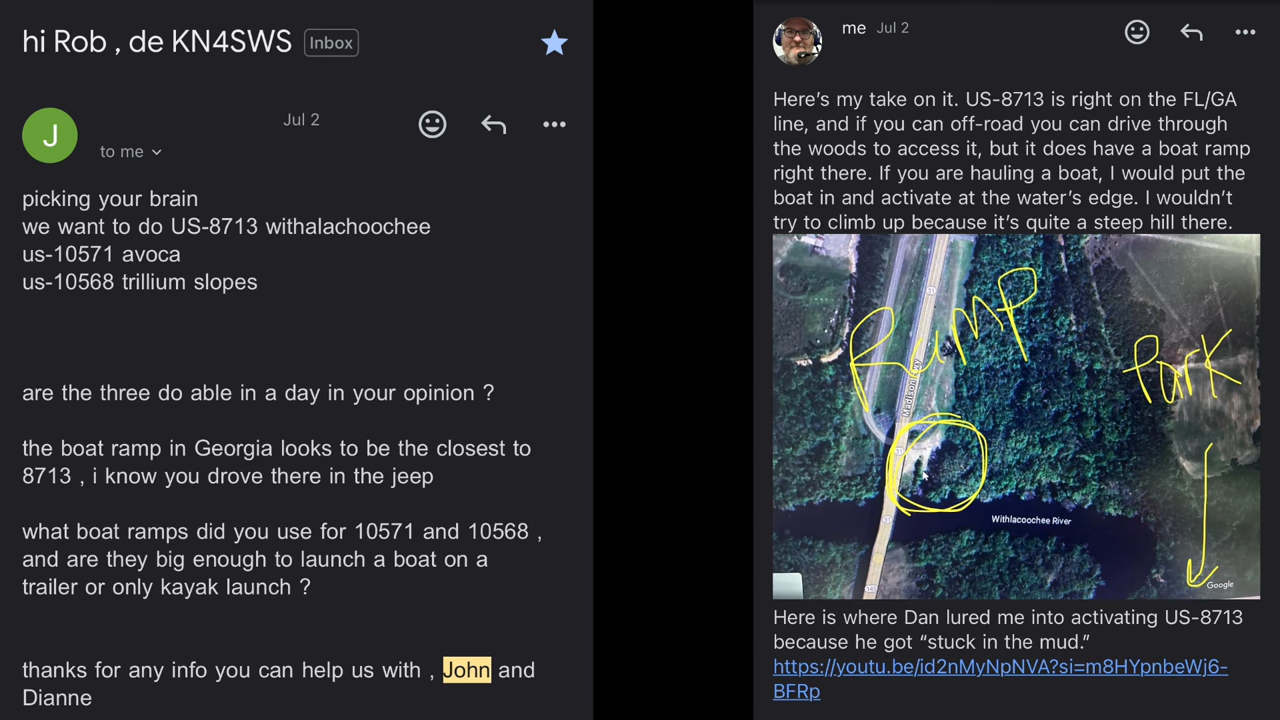 hi Rob , de KN4SWS Inbox
J
Jul 2
to me
picking your brain
we want to do US-8713 withalachoochee
us-10571 avoca
us-10568 trillium slopes
are the three do able in a day in your opinion ?
the boat ramp in Georgia looks to be the closest to
8713 , i know you drove there in the jeep
what boat ramps did you use for 10571 and 10568 ,
and are they big enough to launch a boat on a
trailer or only kayak launch ?
thanks for any info you can help us with , John and
Dianne
me Jul 2
Here’s my take on it. US-8713 is right on the FL/GA
line, and if you can off-road you can drive through
the woods to access it, but it does have a boat ramp
right there. If you are hauling a boat, I would put the
boat in and activate at the water’s edge. I wouldn’t
try to climb up because it’s quite a steep hill there.
31
RumP
Park
Madison Hwy
31
31
Withlacoochee River
145
Google
Here is where Dan lured me into activating US-8713
because he got “stuck in the mud.”
https://youtu.be/id2nMyNpNVA?si=m8HYpnbeWj6-
BFRp